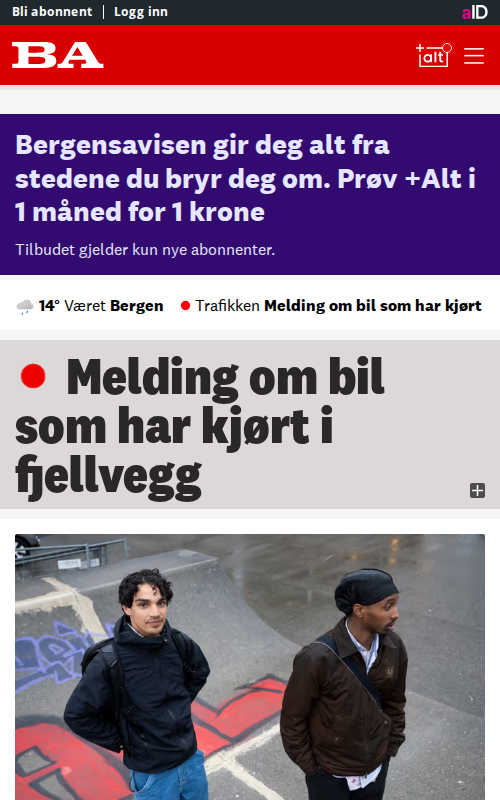 Bli abonnent | Logg inn
aID
BA
+alt
Bergensavisen gir deg alt fra
stedene du bryr deg om. Prøv +Alt i
1 måned for 1 krone
Tilbudet gjelder kun nye abonnenter.
14° Været Bergen Trafikken Melding om bil som har kjørt
Melding om bil
som har kjørt i
fjellvegg